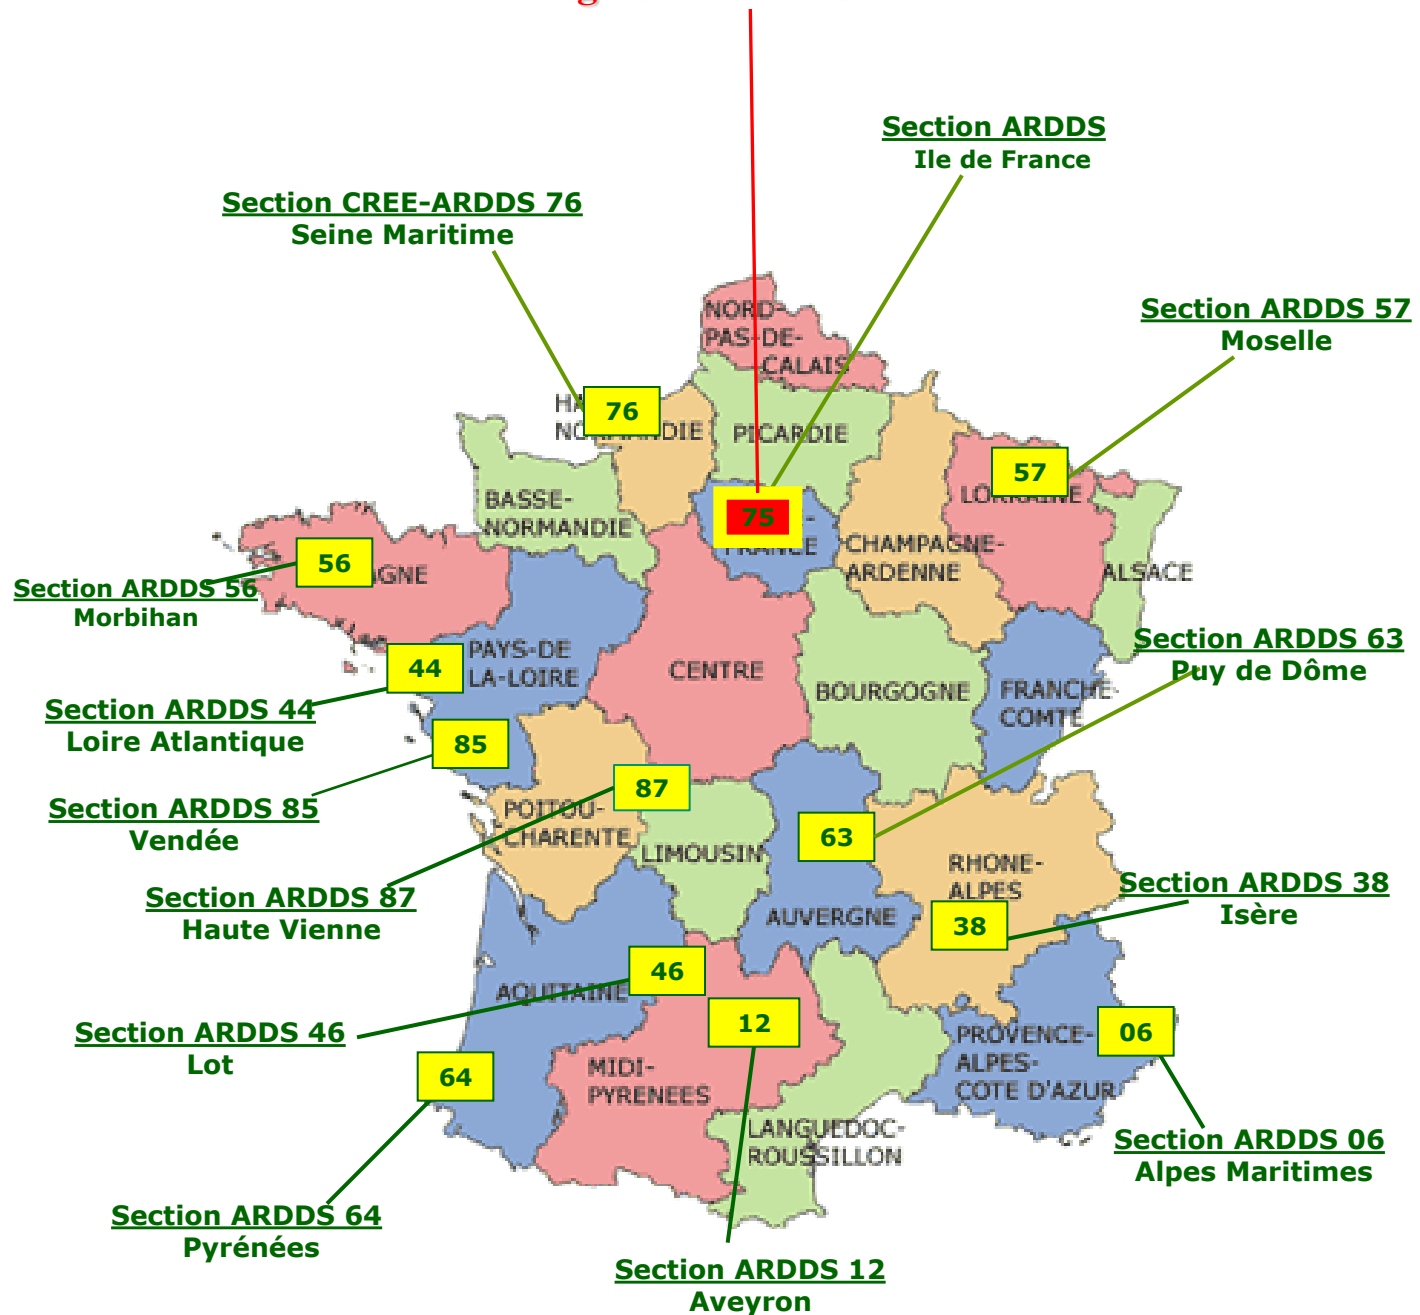 Section ARDDS
Ile de France
Section CREE-ARDDS 76
Seine Maritime
Section ARDDS 57
Moselle
NORD-
PAS-DE-
CALAIS
76
NORMANDIE
PICARDIE
57
LORRAINE
BASSE-
NORMANDIE
75
FRANCE
CHAMPAGNE-
ARDENNE
ALSACE
56
Section ARDDS 56
Morbihan
44
PAYS-DE
LA-LOIRE
CENTRE
BOURGOGNE
FRANCHE-
COMTE
Section ARDDS 63
Puy de Dôme
Section ARDDS 44
Loire Atlantique
85
87
Section ARDDS 85
Vendée
POITOU-
CHARENTE
LIMOUSIN
63
RHONE-
ALPES
Section ARDDS 87
Haute Vienne
AUVERGNE
38
Section ARDDS 38
Isère
46
AQUITAINE
12
Section ARDDS 46
Lot
64
MIDI-
PYRENEES
PROVENCE-
ALPES-
COTE D'AZUR
06
LANGUEDOC-
ROUSSILLON
Section ARDDS 06
Alpes Maritimes
Section ARDDS 64
Pyrénées
Section ARDDS 12
Aveyron